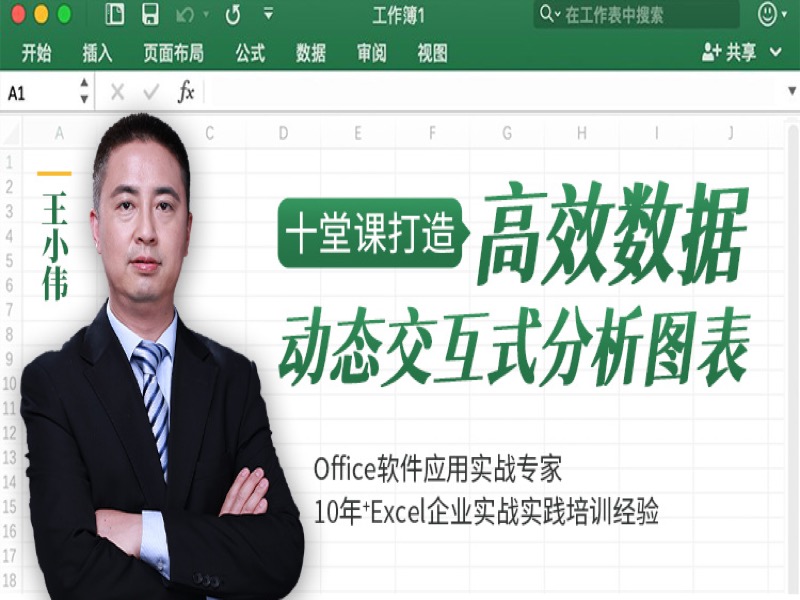 工作簿1
在工作表中搜索
开始 插入 页面布局 公式 数据 审阅 视图 共享
A1 fx
A C D E F G H I J
1
2
3
4
5
6
7
8
9
10
11
12
13
14
15
16
17
18
王小伟
十堂课打造 高效数据
动态交互式分析图表
Office软件应用实战专家
10年+Excel企业实战实践培训经验